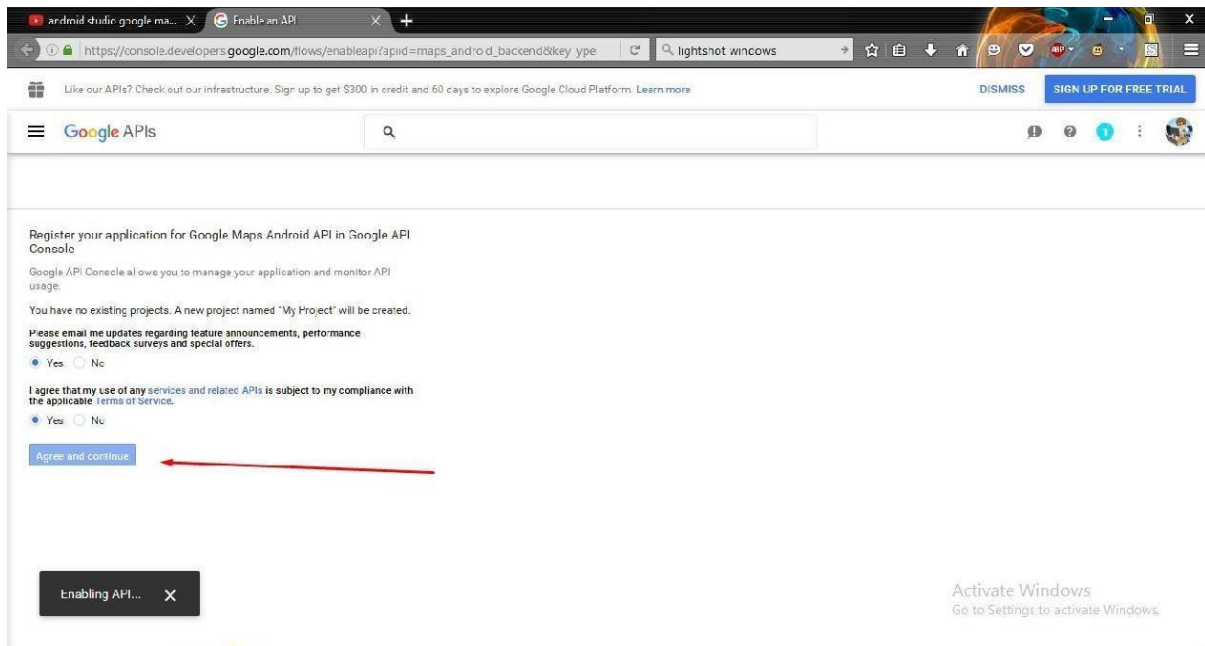 android studio google ma...
Enable an API
https://console.developers.google.com/flows/enableapi?apiid=maps_android_backend&key ype
lightshot windows
ABP
Like our APIs? Check out our infrastructure. Sign up to get $300 in credit and 60 days to explore Google Cloud Platform. Learn more
DISMISS
SIGN UP FOR FREE TRIAL
Google APIs
1
Register your application for Google Maps Android API in Google API
Console
Google API Console allows you to manage your application and monitor API
usage.
You have no existing projects. A new project named "My Project" will be created.
Please email me updates regarding feature announcements, performance
suggestions, feedback surveys and special offers.
Yes No
I agree that my use of any services and related APIs is subject to my compliance with
the applicable Terms of Service.
Yes No
Agree and continue
Enabling API...
Activate Windows
Go to Settings to activate Windows.